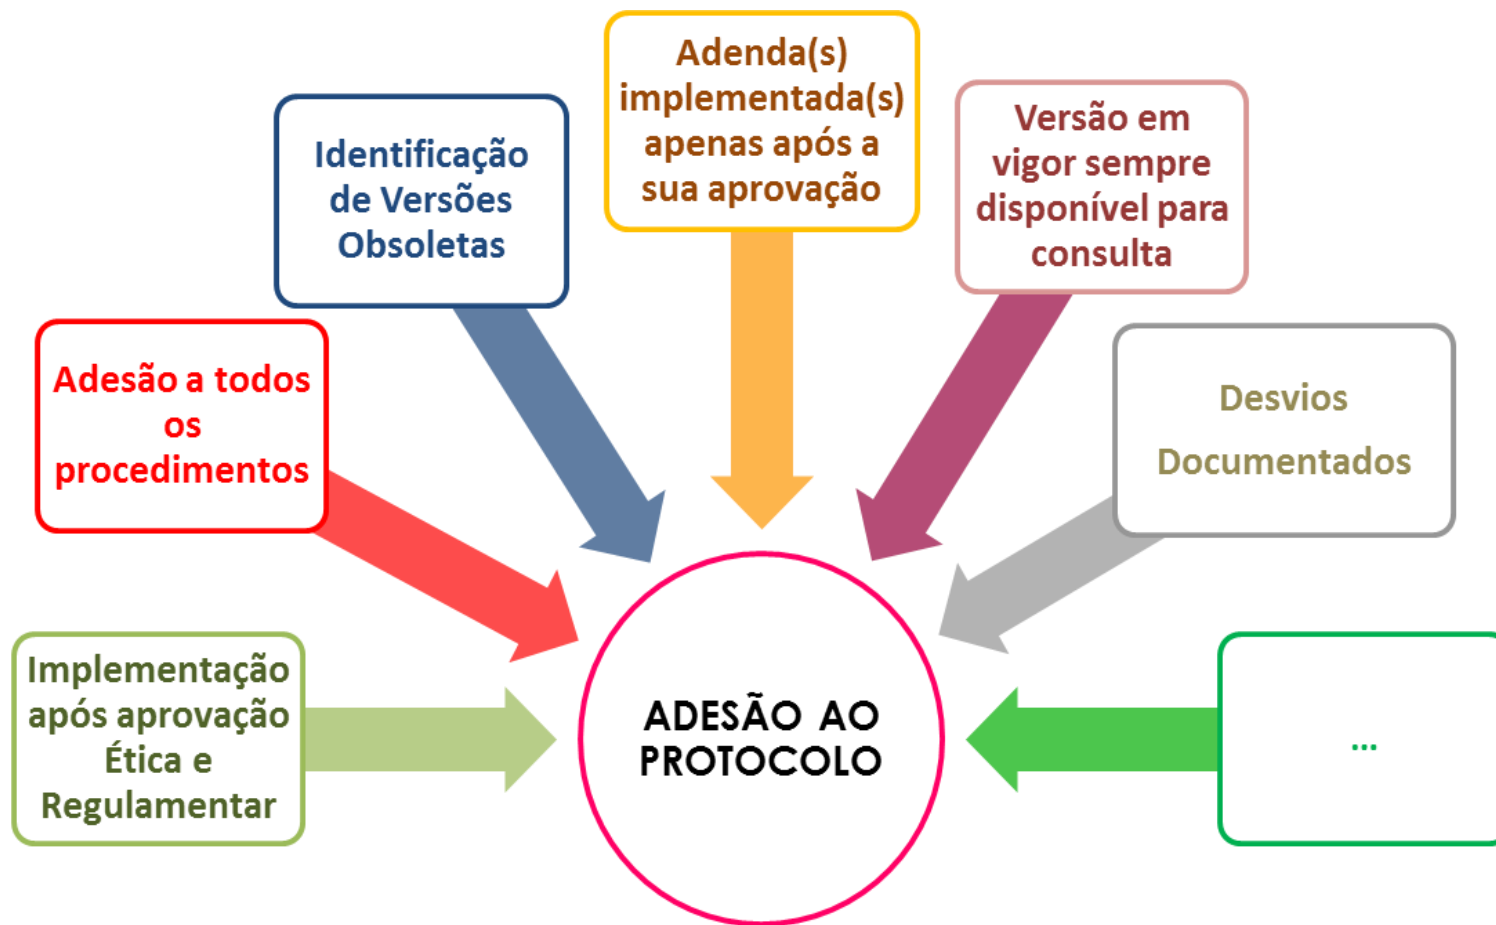 Implementação
após aprovação
Ética e
Regulamentar
Adesão a todos
os
procedimentos
Identificação
de Versões
Obsoletas
Adenda(s)
implementada(s)
apenas após a
sua aprovação
Versão em
vigor sempre
disponível para
consulta
Desvios
Documentados
...
ADESÃO AO
PROTOCOLO